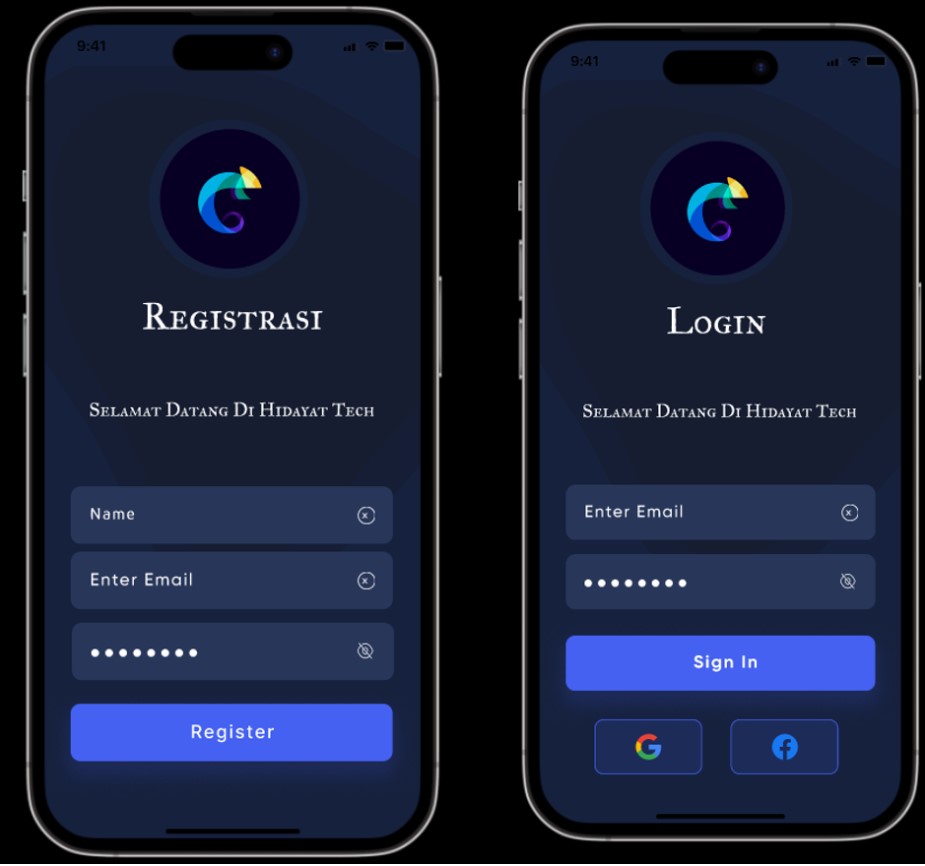 9:41
Registrasi
Selamat Datang Di Hidayat Tech
Name
Enter Email
Register
9:41
Login
Selamat Datang Di Hidayat Tech
Enter Email
Sign In